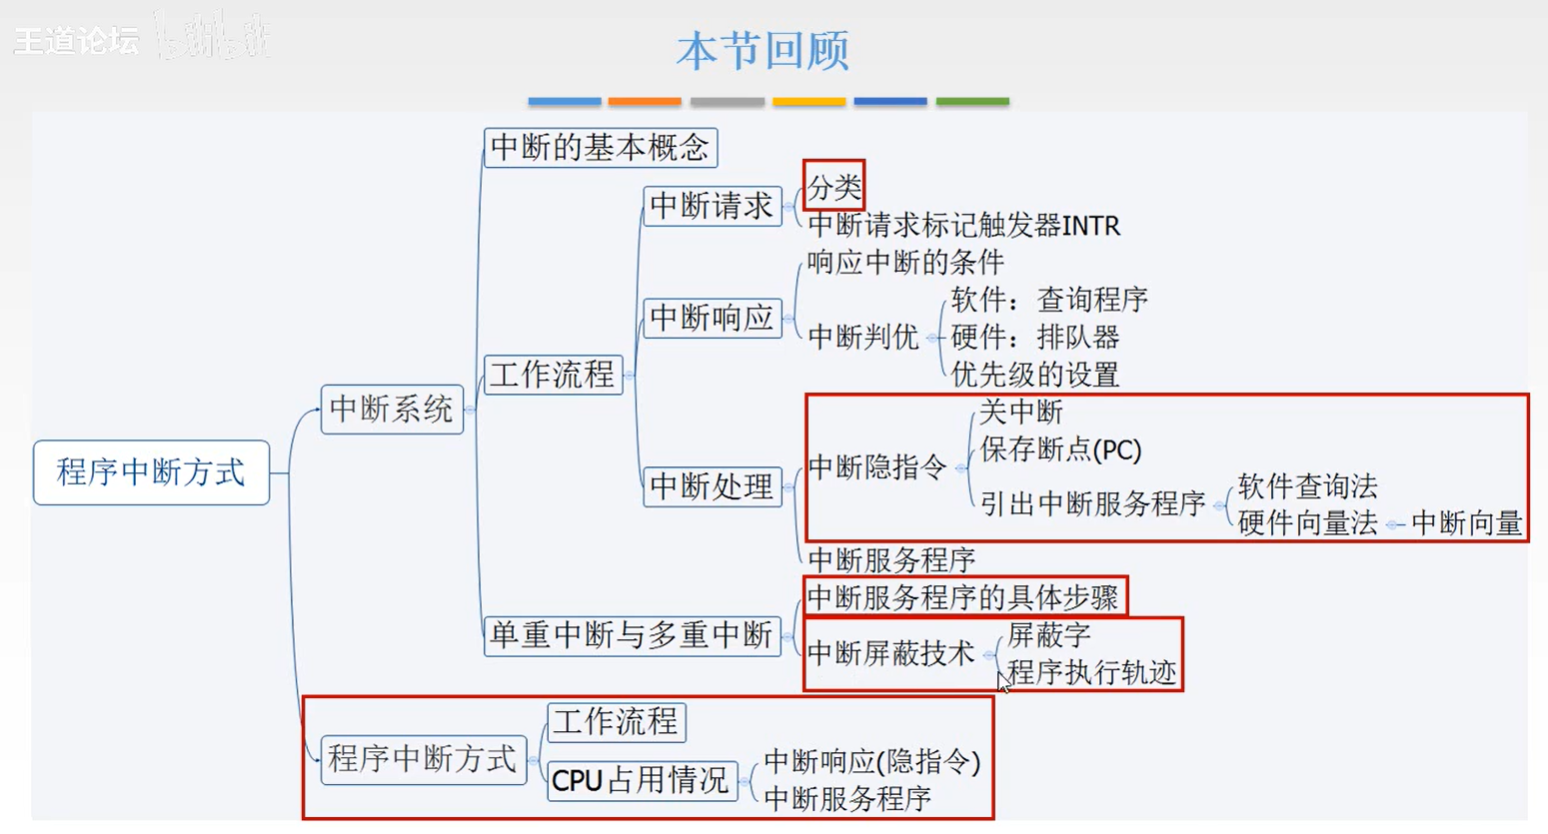 王道论坛 bilibili
本节回顾
中断的基本概念
分类
中断请求
中断请求标记触发器INTR
响应中断的条件
软件：查询程序
中断响应
中断判优
硬件：排队器
优先级的设置
工作流程
中断系统
关中断
保存断点(PC)
中断隐指令
程序中断方式
中断处理
软件查询法
引出中断服务程序
硬件向量法
中断向量
中断服务程序
中断服务程序的具体步骤
单重中断与多重中断
屏蔽字
中断屏蔽技术
程序执行轨迹
工作流程
程序中断方式
中断响应(隐指令)
CPU占用情况
中断服务程序